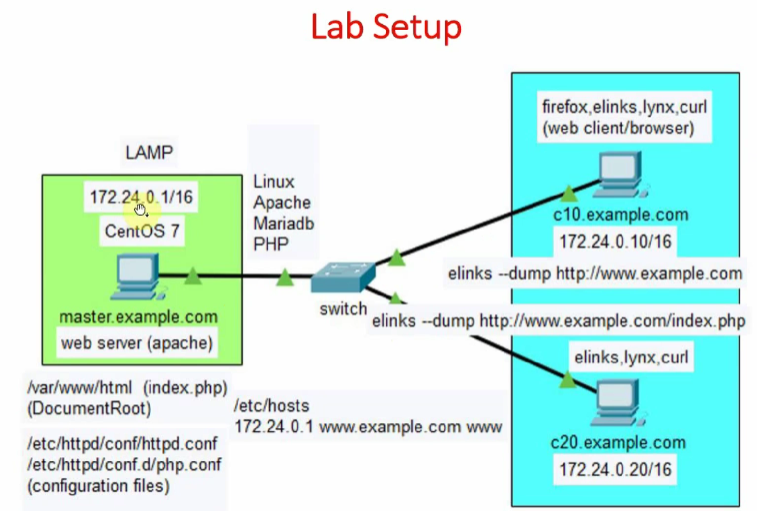 Lab Setup
LAMP
172.24.0.1/16
CentOS 7
master.example.com
web server (apache)
Linux
Apache
Mariadb
PHP
switch
firefox,elinks,lynx,curl
(web client/browser)
c10.example.com
172.24.0.10/16
elinks --dump http://www.example.com
elinks --dump http://www.example.com/index.php
elinks,lynx,curl
c20.example.com
172.24.0.20/16
/var/www/html (index.php)
(DocumentRoot)
/etc/httpd/conf/httpd.conf
/etc/httpd/conf.d/php.conf
(configuration files)
/etc/hosts
172.24.0.1 www.example.com www